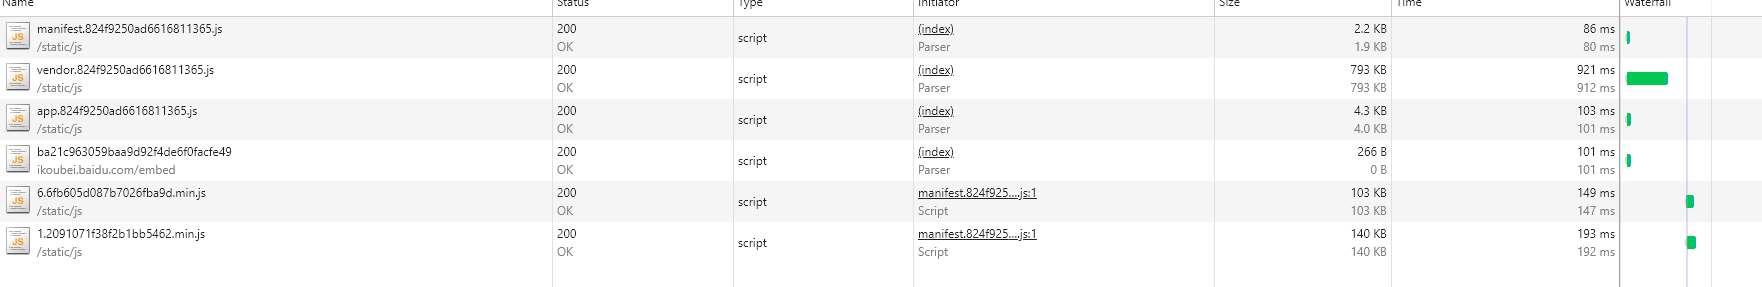 Name Status Type Initiator Size Time Waterfall
manifest.824f9250ad6616811365.js 200 script (index) 2.2 KB 86 ms
/static/js OK Parser 1.9 KB 80 ms
vendor.824f9250ad6616811365.js 200 script (index) 793 KB 921 ms
/static/js OK Parser 793 KB 912 ms
app.824f9250ad6616811365.js 200 script (index) 4.3 KB 103 ms
/static/js OK Parser 4.0 KB 101 ms
ba21c963059baa9d92f4de6f0facfe49 200 script (index) 266 B 101 ms
ikoubei.baidu.com/embed OK Parser 0 B 101 ms
6.6fb605d087b7026fba9d.min.js 200 script manifest.824f925....js:1 103 KB 149 ms
/static/js OK Script 103 KB 147 ms
1.2091071f38f2b1bb5462.min.js 200 script manifest.824f925....js:1 140 KB 193 ms
/static/js OK Script 140 KB 192 ms